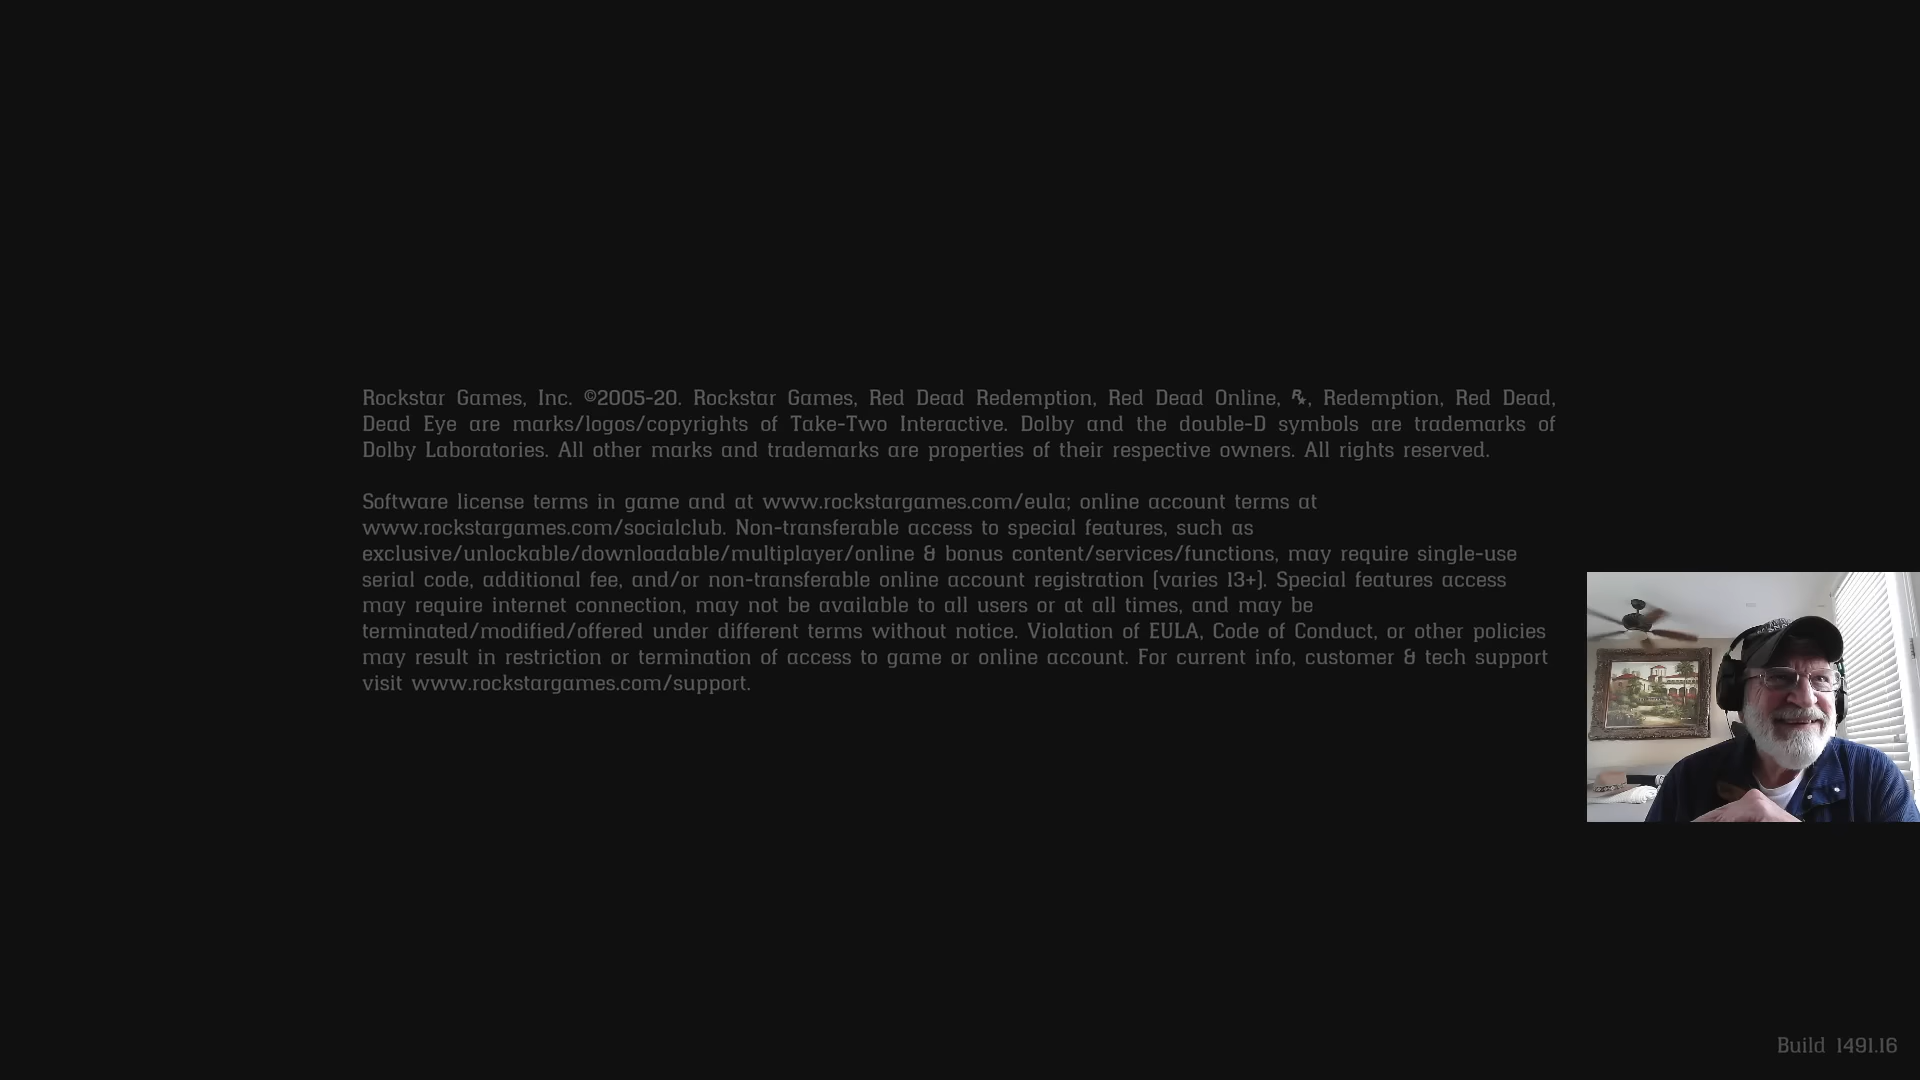 Rockstar Games, Inc. ©2005-20. Rockstar Games, Red Dead Redemption, Red Dead Online, R★, Redemption, Red Dead,
Dead Eye are marks/logos/copyrights of Take-Two Interactive. Dolby and the double-D symbols are trademarks of
Dolby Laboratories. All other marks and trademarks are properties of their respective owners. All rights reserved.
Software license terms in game and at www.rockstargames.com/eula; online account terms at
www.rockstargames.com/socialclub. Non-transferable access to special features, such as
exclusive/unlockable/downloadable/multiplayer/online & bonus content/services/functions, may require single-use
serial code, additional fee, and/or non-transferable online account registration (varies 13+). Special features access
may require internet connection, may not be available to all users or at all times, and may be
terminated/modified/offered under different terms without notice. Violation of EULA, Code of Conduct, or other policies
may result in restriction or termination of access to game or online account. For current info, customer & tech support
visit www.rockstargames.com/support.
Build 1491.16